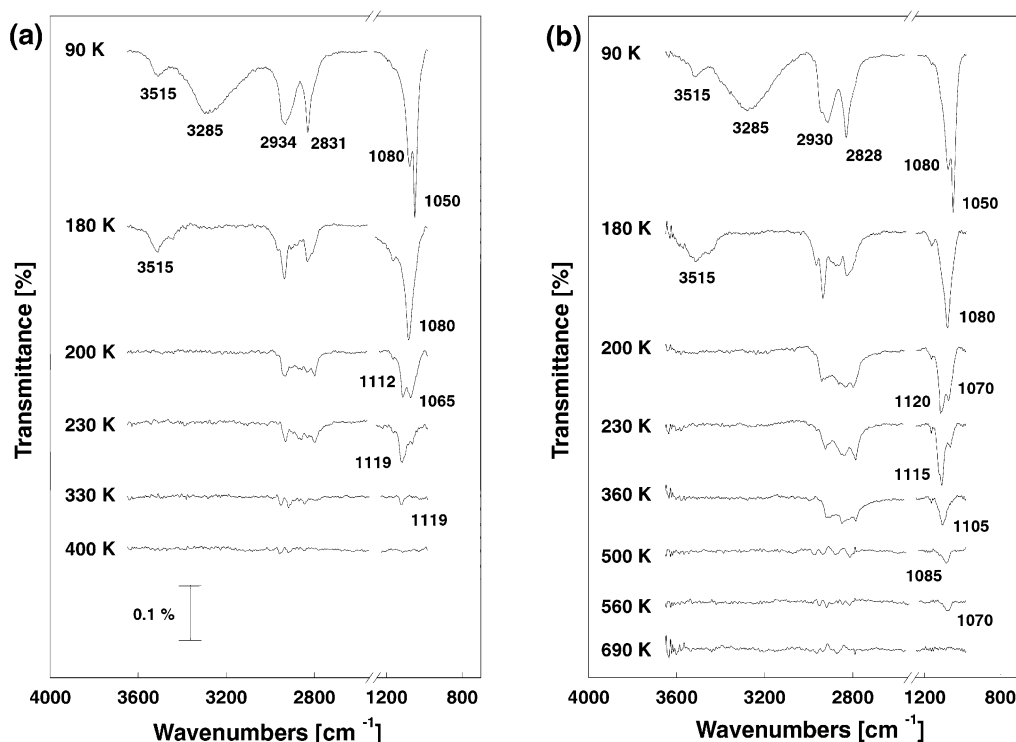 (a)
90 K
3515
3285
2934
2831
1080
1050
180 K
3515
1080
200 K
1112
1065
230 K
1119
330 K
1119
400 K
0.1 %
Transmittance [%]
4000 3600 3200 2800 1200 800
Wavenumbers [cm -1]
(b)
90 K
3515
3285
2930
2828
1080
1050
180 K
3515
1080
200 K
1120
1070
230 K
1115
360 K
1105
500 K
1085
560 K
1070
690 K
Transmittance [%]
4000 3600 3200 2800 1200 800
Wavenumbers [cm -1]